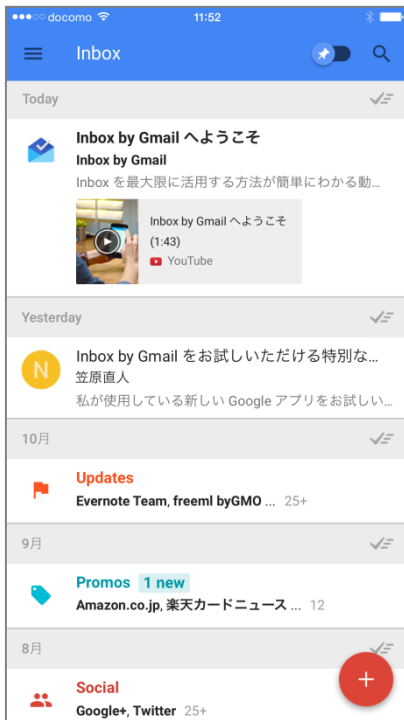 docomo 11:52
Inbox
Today
Inbox by Gmail へようこそ
Inbox by Gmail
Inbox を最大限に活用する方法が簡単にわかる動...
Inbox by Gmail へようこそ
(1:43)
YouTube
Yesterday
Inbox by Gmail をお試しいただける特別な...
N
笠原直人
私が使用している新しい Google アプリをお試しい...
10月
Updates
Evernote Team, freeml byGMO ... 25+
9月
Promos 1 new
Amazon.co.jp, 楽天カードニュース ... 12
8月
Social
Google+, Twitter 25+